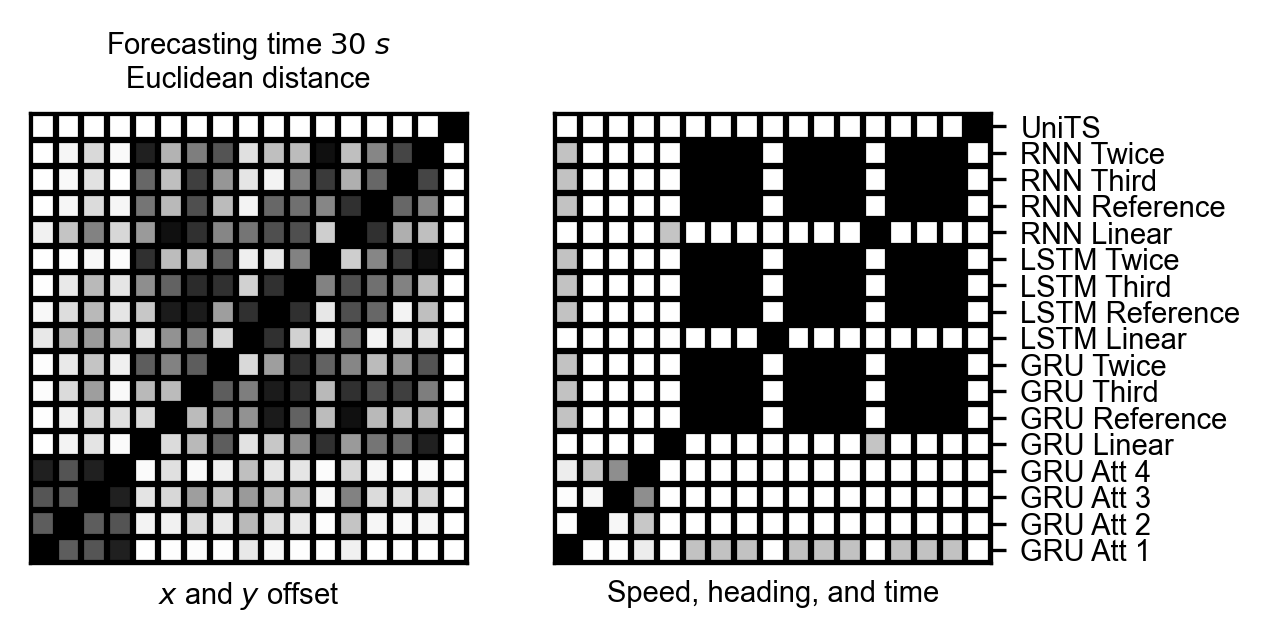 Forecasting time 30 s
Euclidean distance
UniTS
RNN Twice
RNN Third
RNN Reference
RNN Linear
LSTM Twice
LSTM Third
LSTM Reference
LSTM Linear
GRU Twice
GRU Third
GRU Reference
GRU Linear
GRU Att 4
GRU Att 3
GRU Att 2
GRU Att 1
x and y offset
Speed, heading, and time